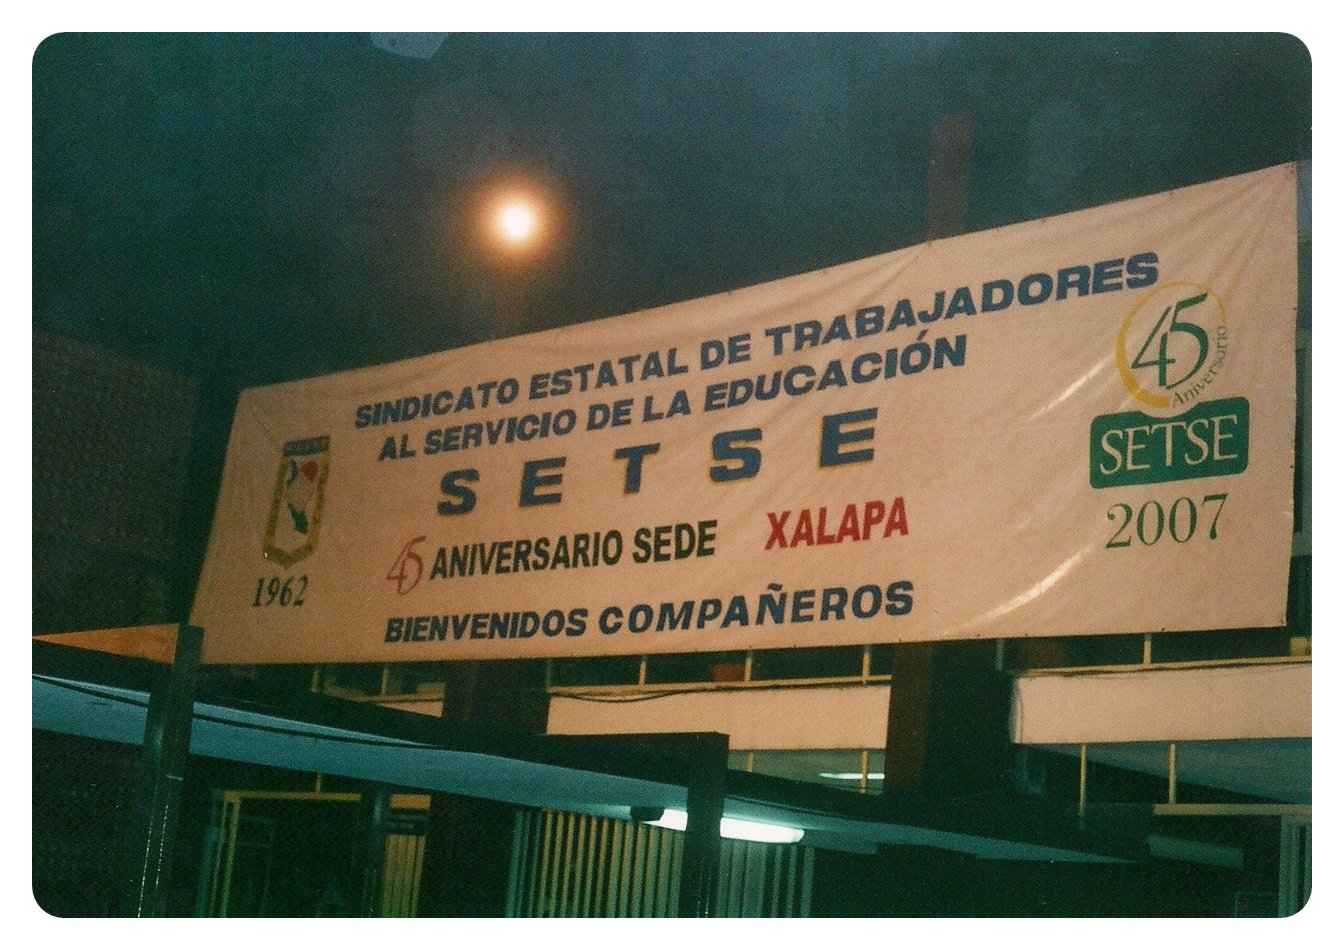 SINDICATO ESTATAL DE TRABAJADORES
AL SERVICIO DE LA EDUCACIÓN
SETSE
45 ANIVERSARIO SEDE XALAPA
BIENVENIDOS COMPAÑEROS
1962
45
Aniversario
SETSE
2007